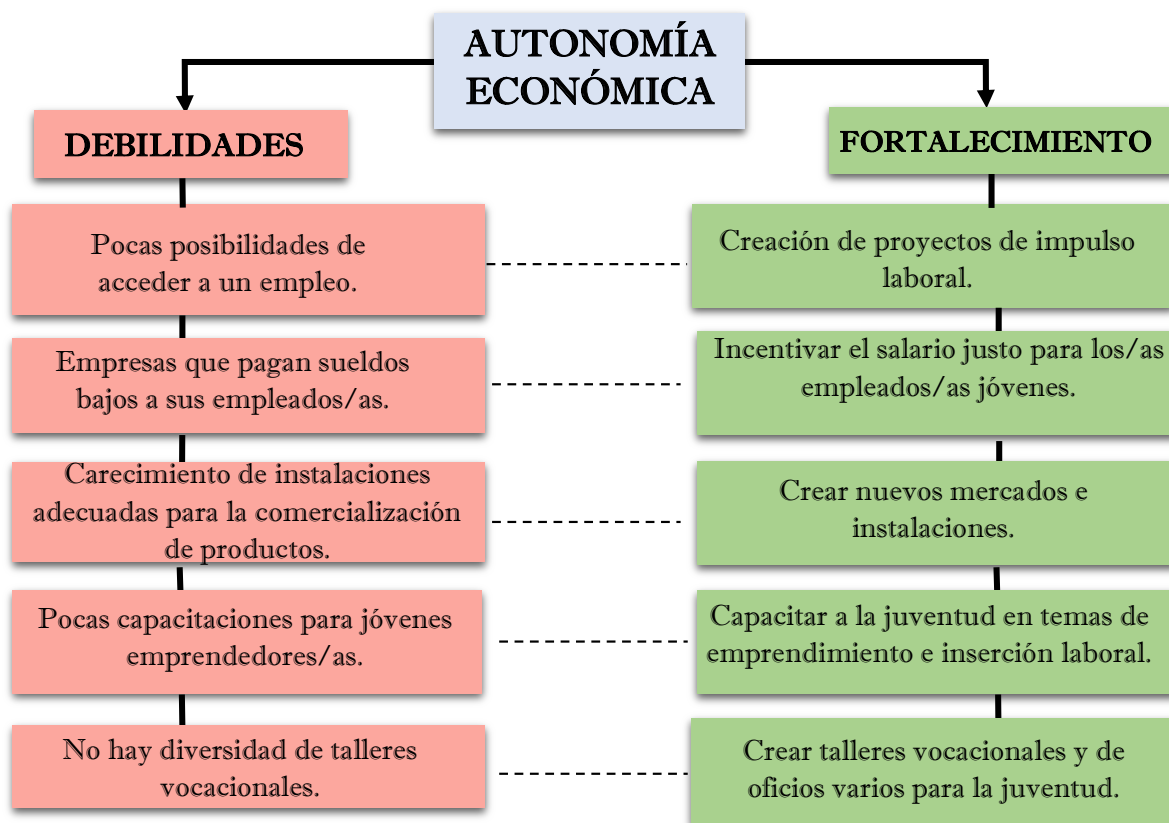 AUTONOMÍA
ECONÓMICA
DEBILIDADES
FORTALECIMIENTO
Pocas posibilidades de
acceder a un empleo.
Creación de proyectos de impulso
laboral.
Empresas que pagan sueldos
bajos a sus empleados/as.
Incentivar el salario justo para los/as
empleados/as jóvenes.
Carecimiento de instalaciones
adecuadas para la comercialización
de productos.
Crear nuevos mercados e
instalaciones.
Pocas capacitaciones para jóvenes
emprendedores/as.
Capacitar a la juventud en temas de
emprendimiento e inserción laboral.
No hay diversidad de talleres
vocacionales.
Crear talleres vocacionales y de
oficios varios para la juventud.